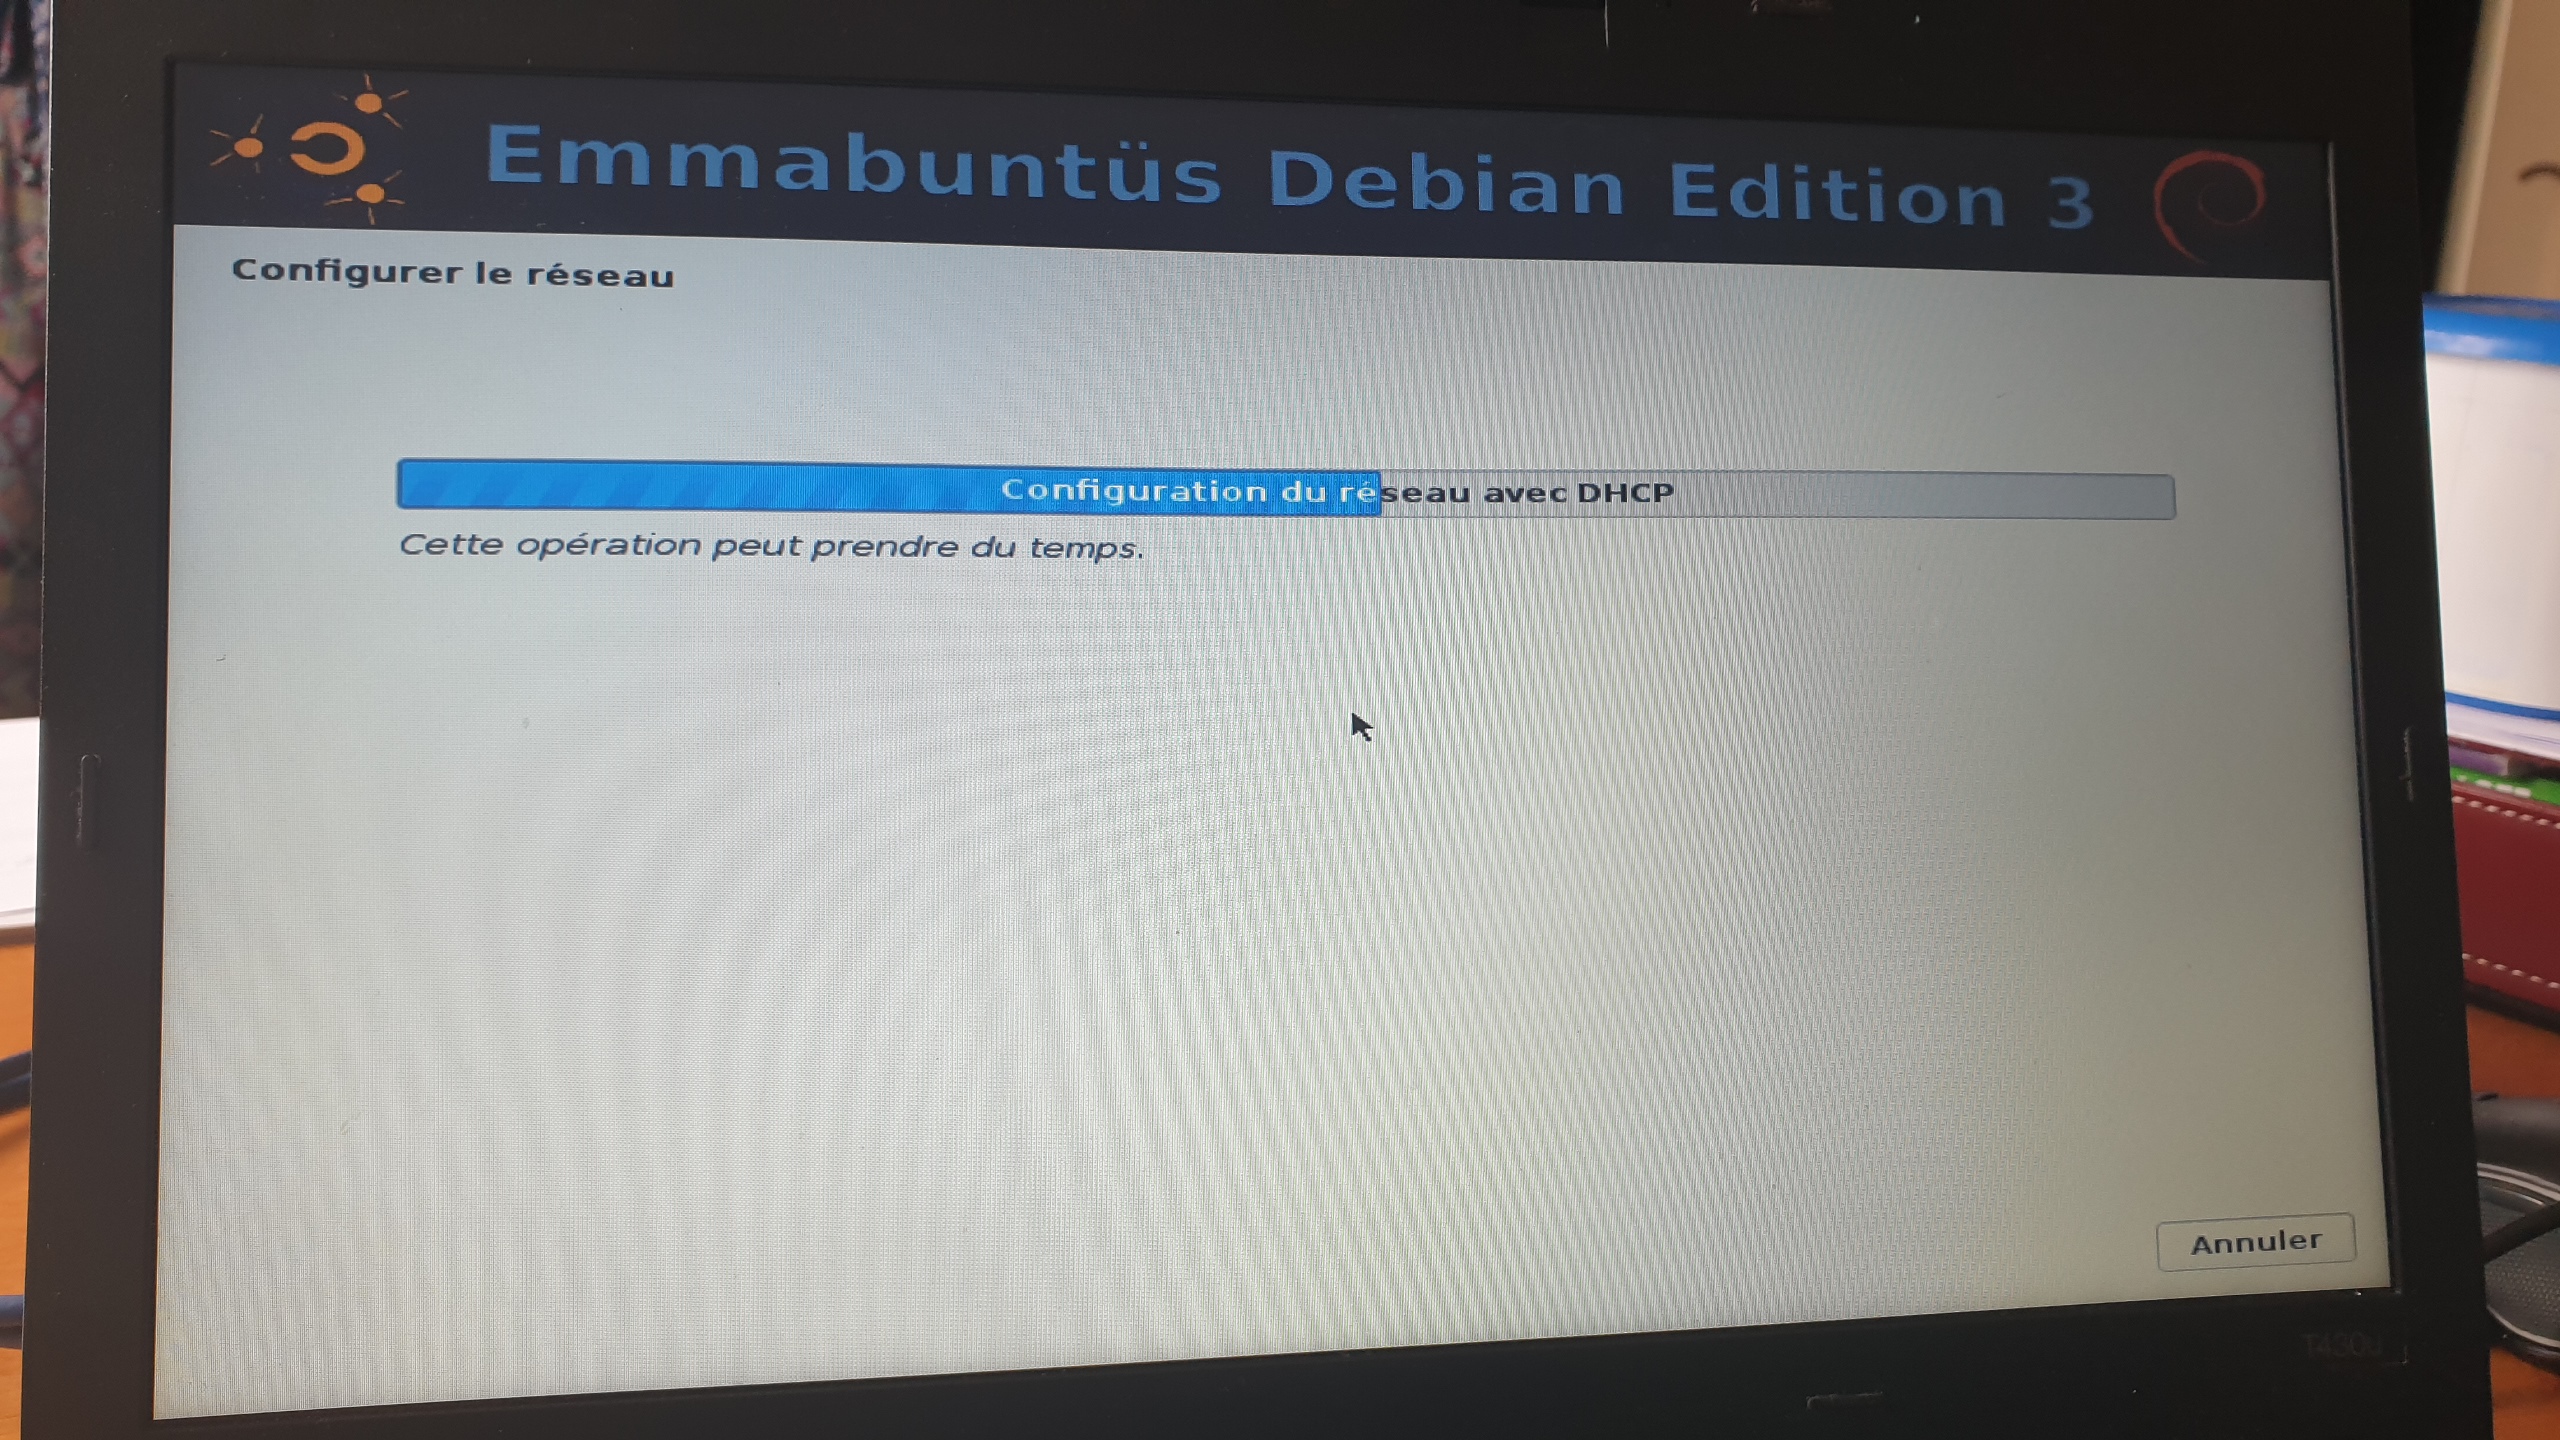 Emmabuntüs Debian Edition 3
Configurer le réseau
Configuration du réseau avec DHCP
Cette opération peut prendre du temps.
Annuler
T430u